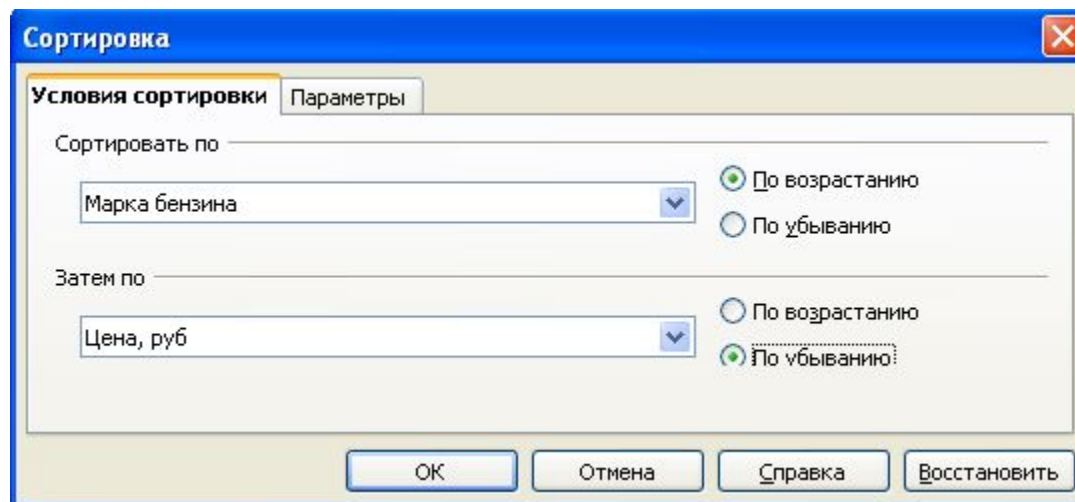 Сортировка
Условия сортировки Параметры
Сортировать по
Марка бензина
По возрастанию
По убыванию
Затем по
Цена, руб
По возрастанию
По убыванию
ОК Отмена Справка Восстановить